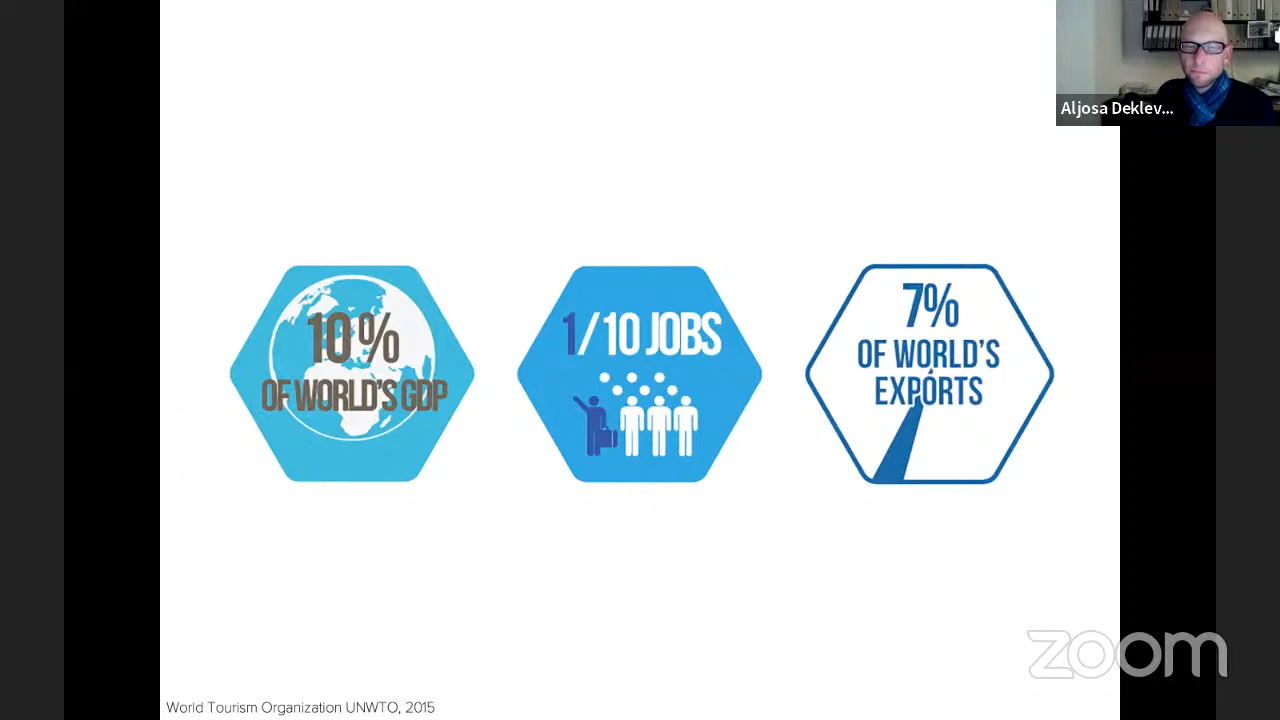 Aljosa Deklev...
10%
OF WORLD'S GDP
1/10 JOBS
7%
OF WORLD'S
EXPORTS
zoom
World Tourism Organization UNWTO, 2015